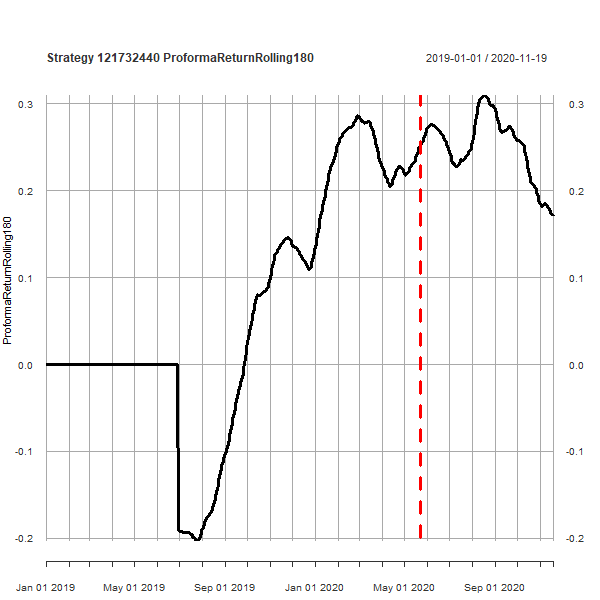 Strategy 121732440 ProformaReturnRolling180 2019-01-01 / 2020-11-19
ProformaReturnRolling180
0.3 0.3
0.2 0.2
0.1 0.1
0.0 0.0
-0.1 -0.1
-0.2 -0.2
Jan 01 2019 May 01 2019 Sep 01 2019 Jan 01 2020 May 01 2020 Sep 01 2020